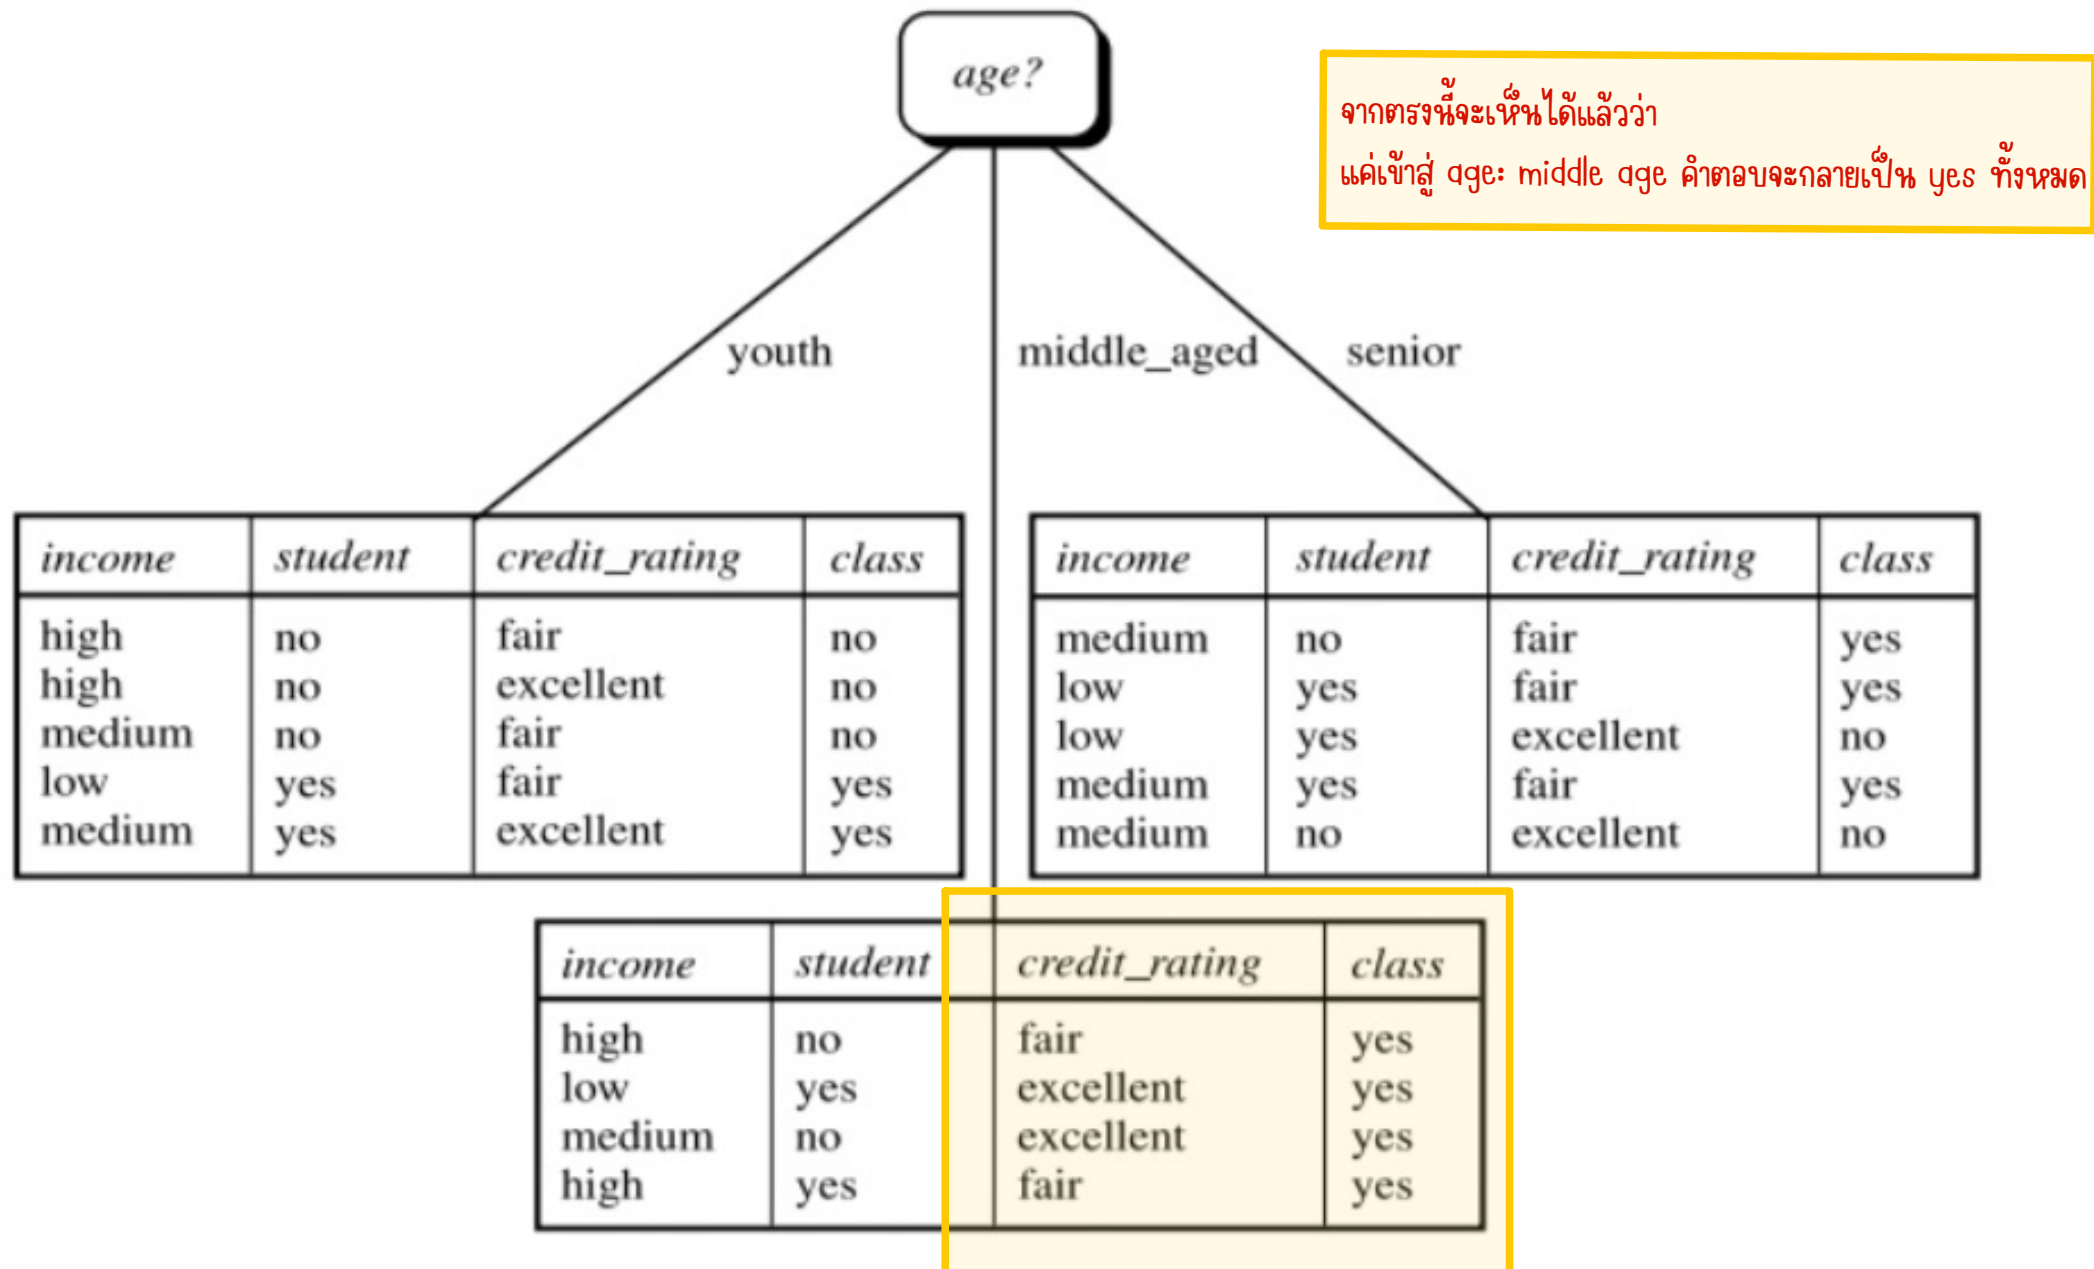 age?
จากตรงนี้จะเห็นได้แล้วว่า
แค่เข้าสู่ age: middle age คำตอบจะกลายเป็น yes ทั้งหมด
youth
middle_aged
senior
income student credit_rating class
high no fair no
high no excellent no
medium no fair no
low yes fair yes
medium yes excellent yes
income student credit_rating class
medium no fair yes
low yes fair yes
low yes excellent no
medium yes fair yes
medium no excellent no
income student credit_rating class
high no fair yes
low yes excellent yes
medium no excellent yes
high yes fair yes